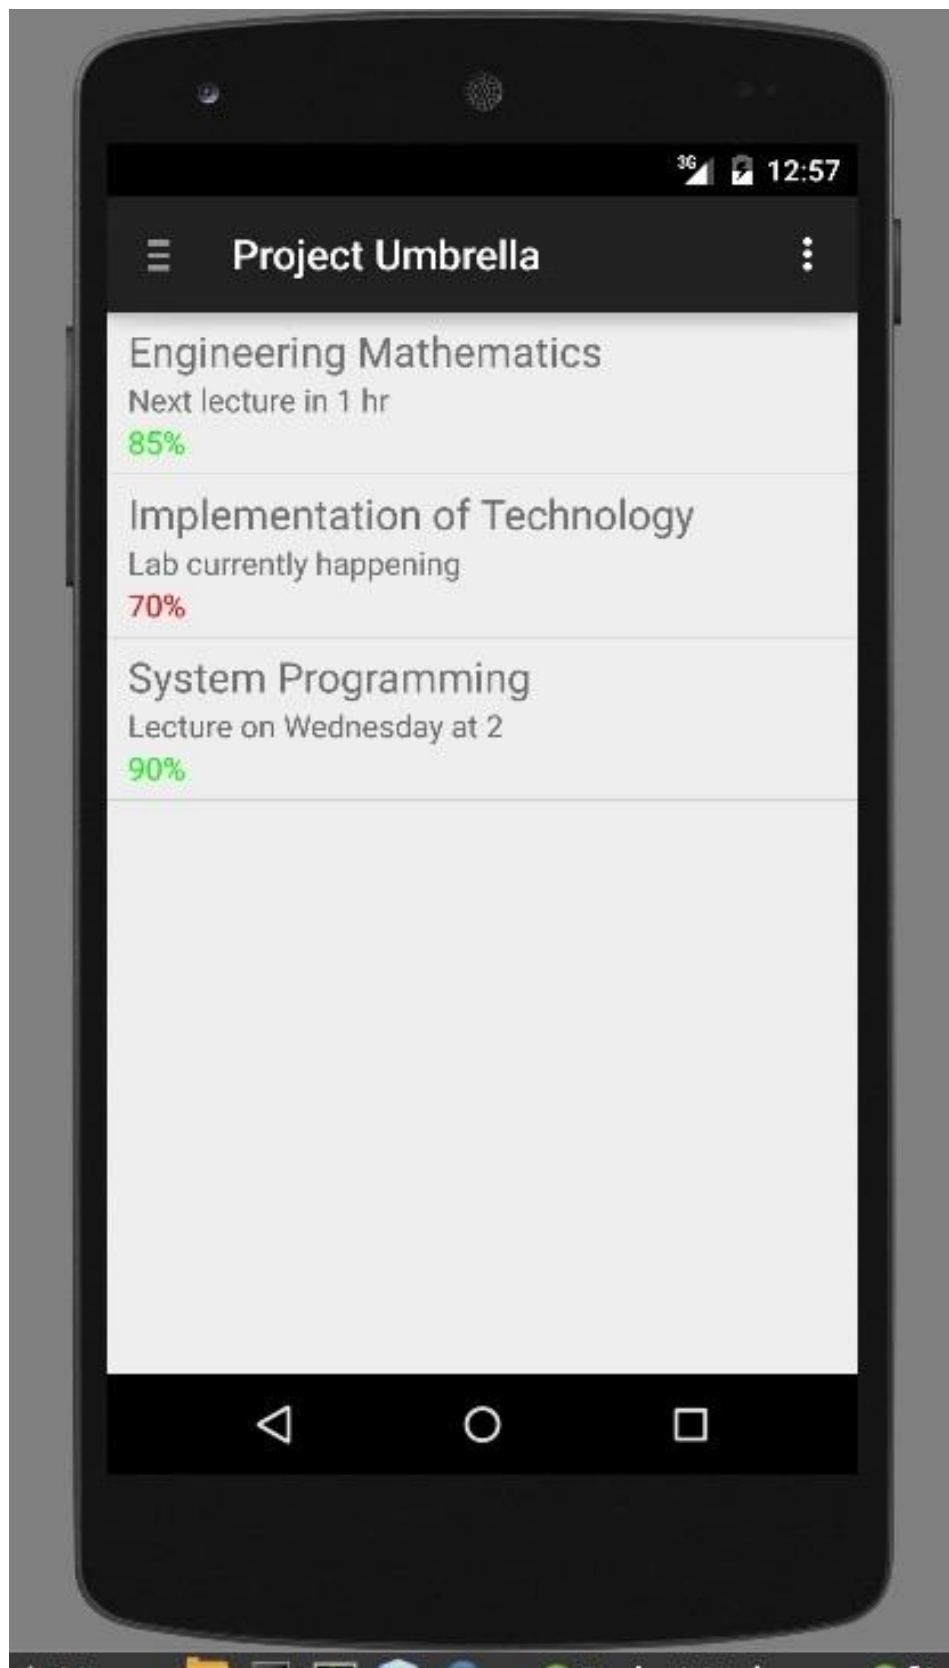 3G 12:57
Project Umbrella
Engineering Mathematics
Next lecture in 1 hr
85%
Implementation of Technology
Lab currently happening
70%
System Programming
Lecture on Wednesday at 2
90%